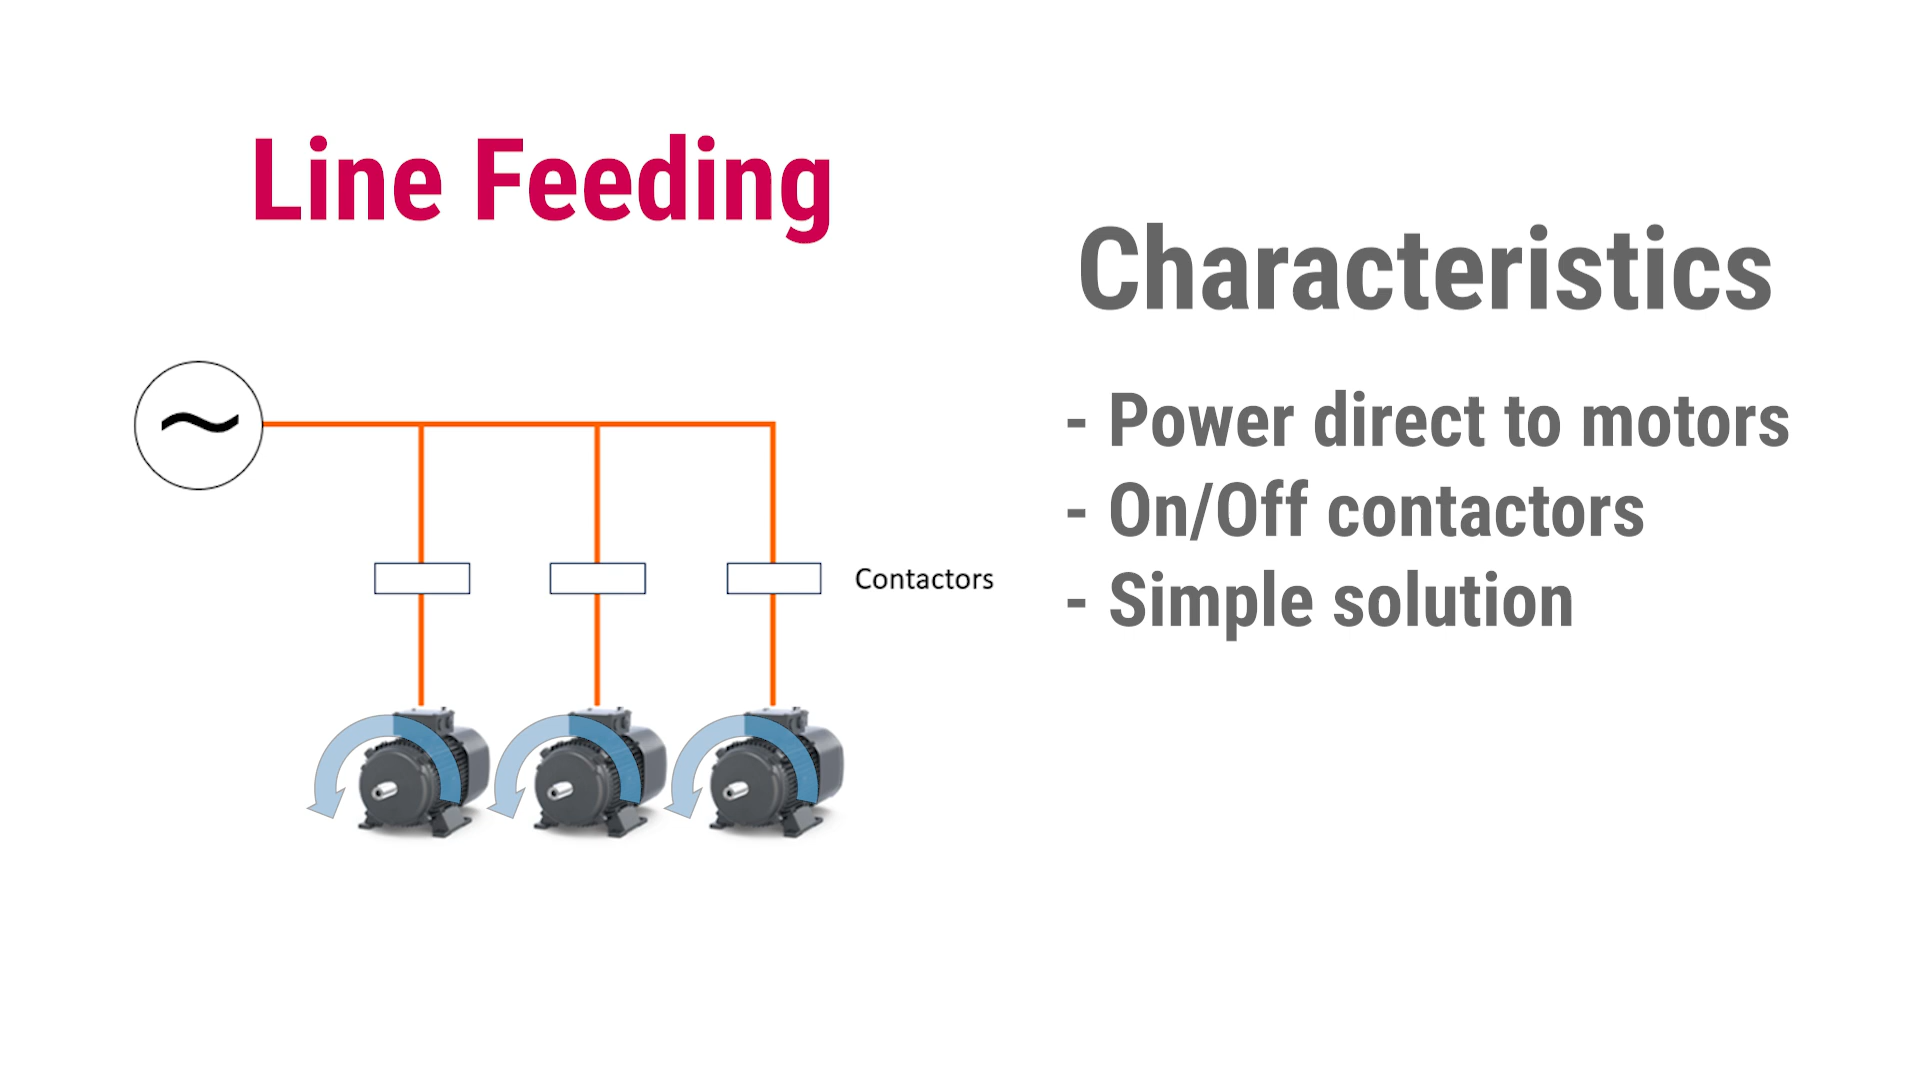 Line Feeding
Contactors
Characteristics
- Power direct to motors
- On/Off contactors
- Simple solution